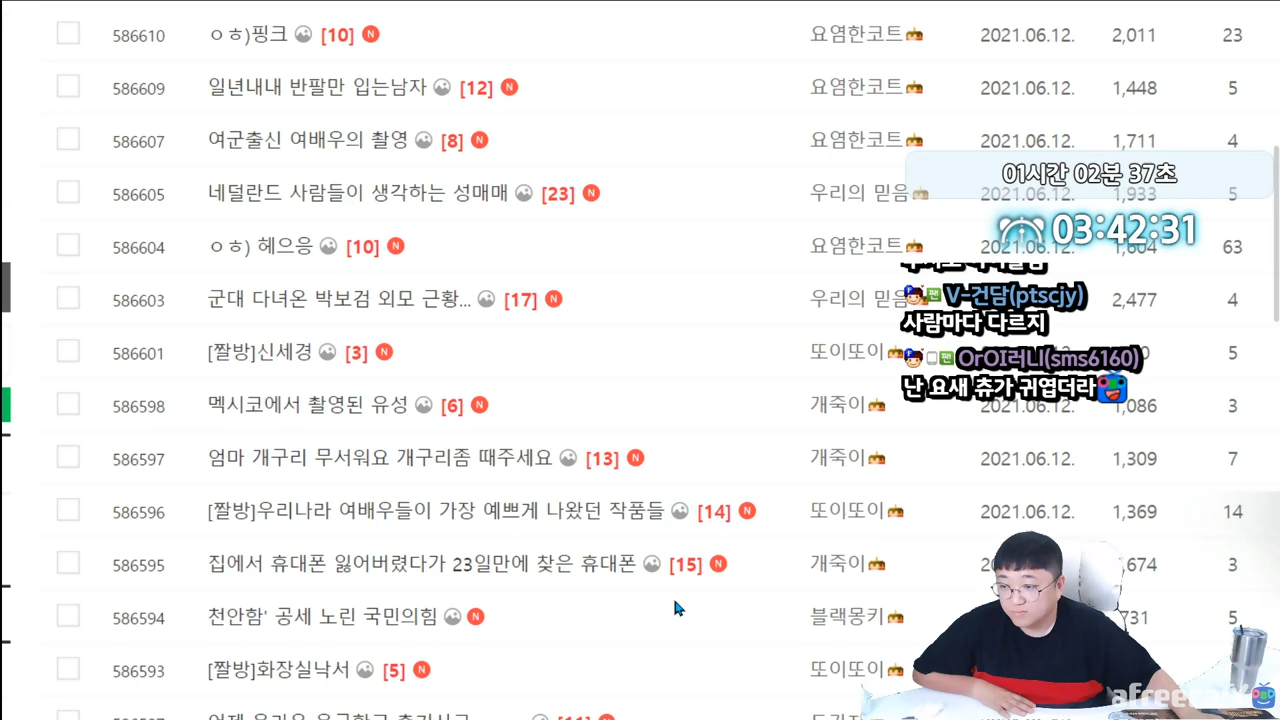 586610 ㅇㅎ)핑크 [10] N 요염한코트 2021.06.12. 2,011 23
586609 일년내내 반팔만 입는남자 [12] N 요염한코트 2021.06.12. 1,448 5
586607 여군출신 여배우의 촬영 [8] N 요염한코트 2021.06.12. 1,711 4
01시간 02분 37초
586605 네덜란드 사람들이 생각하는 성매매 [23] N 우리의 믿음 2021.06.12. 1,933 5
03:42:31
586604 ㅇㅎ) 헤으응 [10] N 요염한코트 2021.06.12. 1,604 63
586603 군대 다녀온 박보검 외모 근황... [17] N 우리의 믿음 2,477 4
V-건담(ptscjy)
사람마다 다르지
586601 [짤방]신세경 [3] N 또이또이 5
OrOI러니(sms6160)
난 요새 츄가 귀엽더라
586598 멕시코에서 촬영된 유성 [6] N 개죽이 2021.06.12. 1,086 3
586597 엄마 개구리 무서워요 개구리좀 때주세요 [13] N 개죽이 2021.06.12. 1,309 7
586596 [짤방]우리나라 여배우들이 가장 예쁘게 나왔던 작품들 [14] N 또이또이 2021.06.12. 1,369 14
586595 집에서 휴대폰 잃어버렸다가 23일만에 찾은 휴대폰 [15] N 개죽이 674 3
586594 천안함' 공세 노린 국민의힘 N 블랙몽키 731 5
586593 [짤방]화장실낙서 [5] N 또이또이
[11]